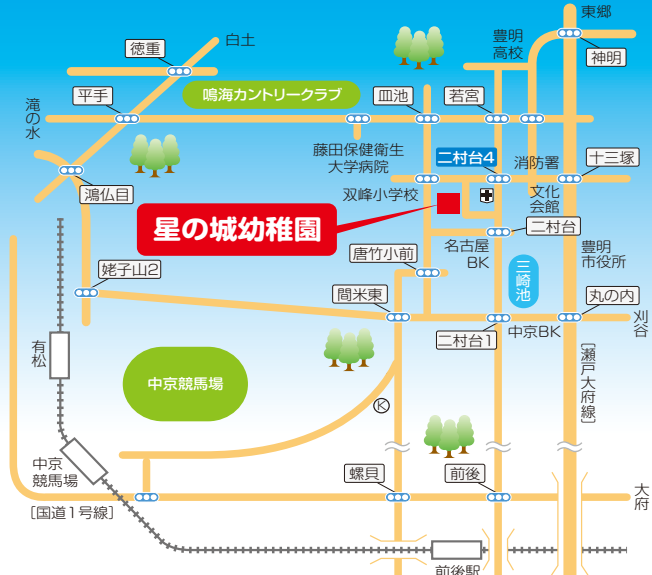 東郷
白土
豊明
高校
徳重
神明
鳴海カントリークラブ
平手
皿池
若宮
滝の水
藤田保健衛生
大学病院
二村台4
消防署
十三塚
鴻仏目
双峰小学校
文化
会館
星の城幼稚園
二村台
名古屋
BK
豊明
市役所
唐竹小前
三崎池
姥子山2
間米東
丸の内
刈谷
二村台1
中京BK
有松
[瀬戸大府線]
中京競馬場
K
中京
競馬場
螺貝
前後
大府
[国道1号線]
前後駅